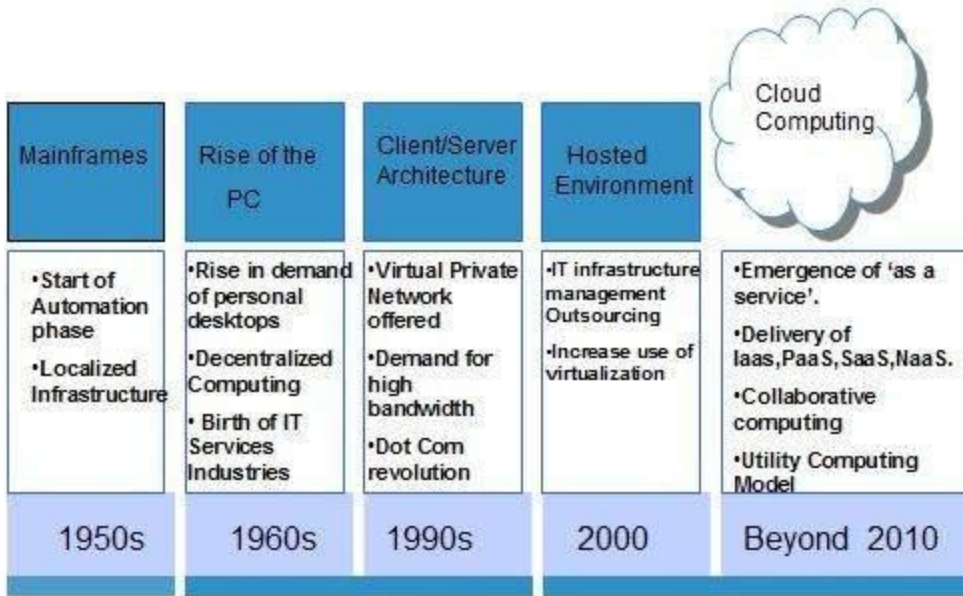 Mainframes
•Start of
Automation
phase
•Localized
Infrastructure
1950s
Rise of the
PC
•Rise in demand
of personal
desktops
•Decentralized
Computing
• Birth of IT
Services
Industries
1960s
Client/Server
Architecture
•Virtual Private
Network
offered
•Demand for
high
bandwidth
•Dot Com
revolution
1990s
Hosted
Environment
•IT infrastructure
management
Outsourcing
•Increase use of
virtualization
2000
Cloud
Computing
•Emergence of ‘as a
service’.
•Delivery of
Iaas,PaaS,SaaS,NaaS.
•Collaborative
computing
•Utility Computing
Model
Beyond 2010